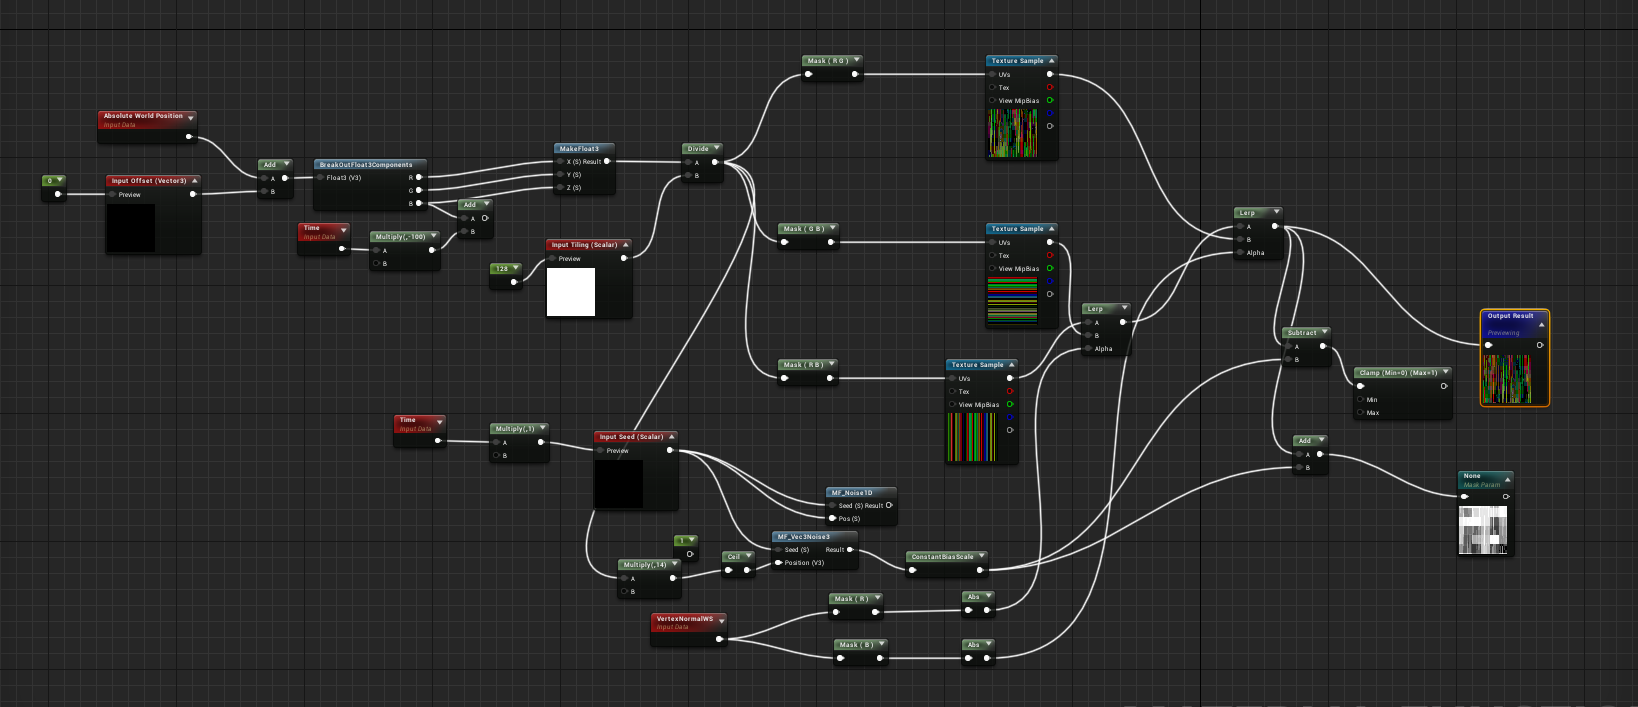 Mask ( R G )
Texture Sample
UVs
Tex
View MipBias
Absolute World Position
Input Data
Add
A
B
BreakOutFloat3Components
Float3 (V3)
R
G
B
MakeFloat3
X (S) Result
Y (S)
Z (S)
Divide
A
B
0
Input Offset (Vector3)
Preview
Add
A
B
Time
Input Data
Multiply(,-100)
A
B
128
Input Tiling (Scalar)
Preview
Mask ( G B )
Texture Sample
UVs
Tex
View MipBias
Lerp
A
B
Alpha
Lerp
A
B
Alpha
Output Result
Previewing
Subtract
A
B
Clamp (Min=0) (Max=1)
Min
Max
Mask ( R B )
Texture Sample
UVs
Tex
View MipBias
Time
Input Data
Multiply(,1)
A
B
Input Seed (Scalar)
Preview
Add
A
B
None
Mask Param
MF_Noise1D
Seed (S) Result
Pos (S)
1
MF_Vec3Noise3
Seed (S) Result
Position (V3)
Multiply(,14)
A
B
Ceil
ConstantBiasScale
VertexNormalWS
Input Data
Mask ( R )
Abs
Mask ( B )
Abs